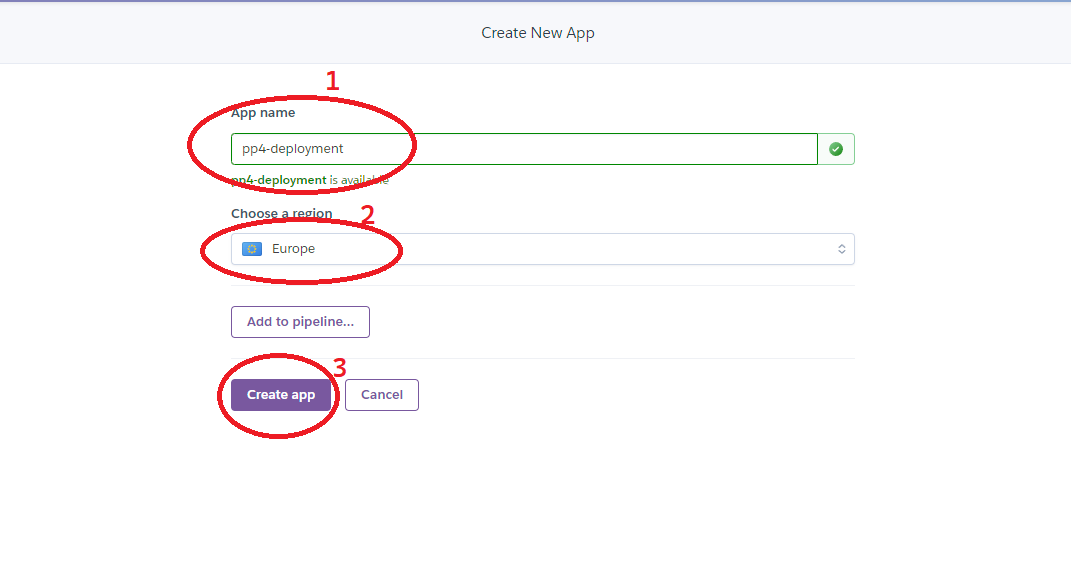 Create New App
1
App name
pp4-deployment
pp4-deployment is available
Choose a region
2
Europe
Add to pipeline...
3
Create app
Cancel